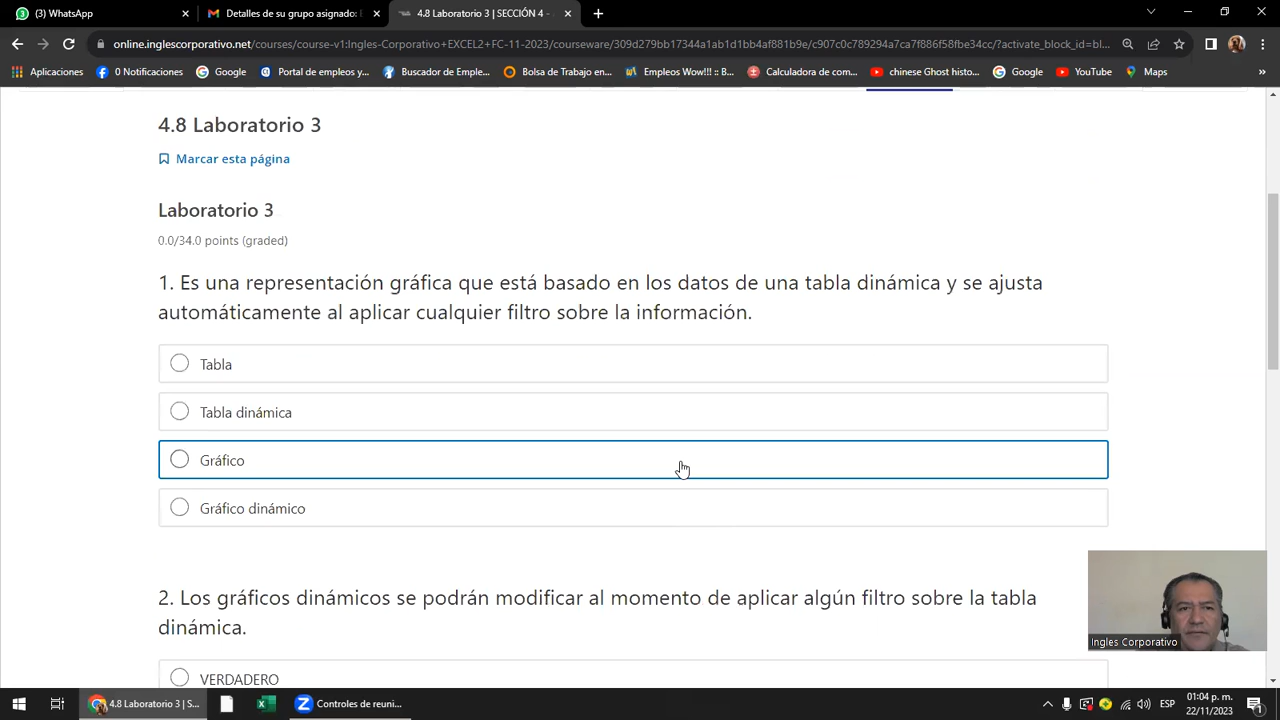 (3) WhatsApp
Detalles de su grupo asignado:
4.8 Laboratorio 3 | SECCIÓN 4 -
online.inglescorporativo.net/courses/course-v1:Ingles-Corporativo+EXCEL2+FC-11-2023/courseware/309d279bb17344a1ab1d1bb4af881b9e/c907c0c789294a7ca7f886f58fbe34cc/?activate_block_id=bl...
Aplicaciones
0 Notificaciones
Google
Portal de empleos y...
Buscador de Emple...
Bolsa de Trabajo en...
Empleos Wow!!! :: B...
Calculadora de com...
chinese Ghost histo...
Google
YouTube
Maps
»
4.8 Laboratorio 3
Marcar esta página
Laboratorio 3
0.0/34.0 points (graded)
1. Es una representación gráfica que está basado en los datos de una tabla dinámica y se ajusta
automáticamente al aplicar cualquier filtro sobre la información.
Tabla
Tabla dinámica
Gráfico
Gráfico dinámico
2. Los gráficos dinámicos se podrán modificar al momento de aplicar algún filtro sobre la tabla
dinámica.
VERDADERO
Ingles Corporativo
4.8 Laboratorio 3 | S...
Controles de reuni...
ESP
01:04 p. m.
22/11/2023